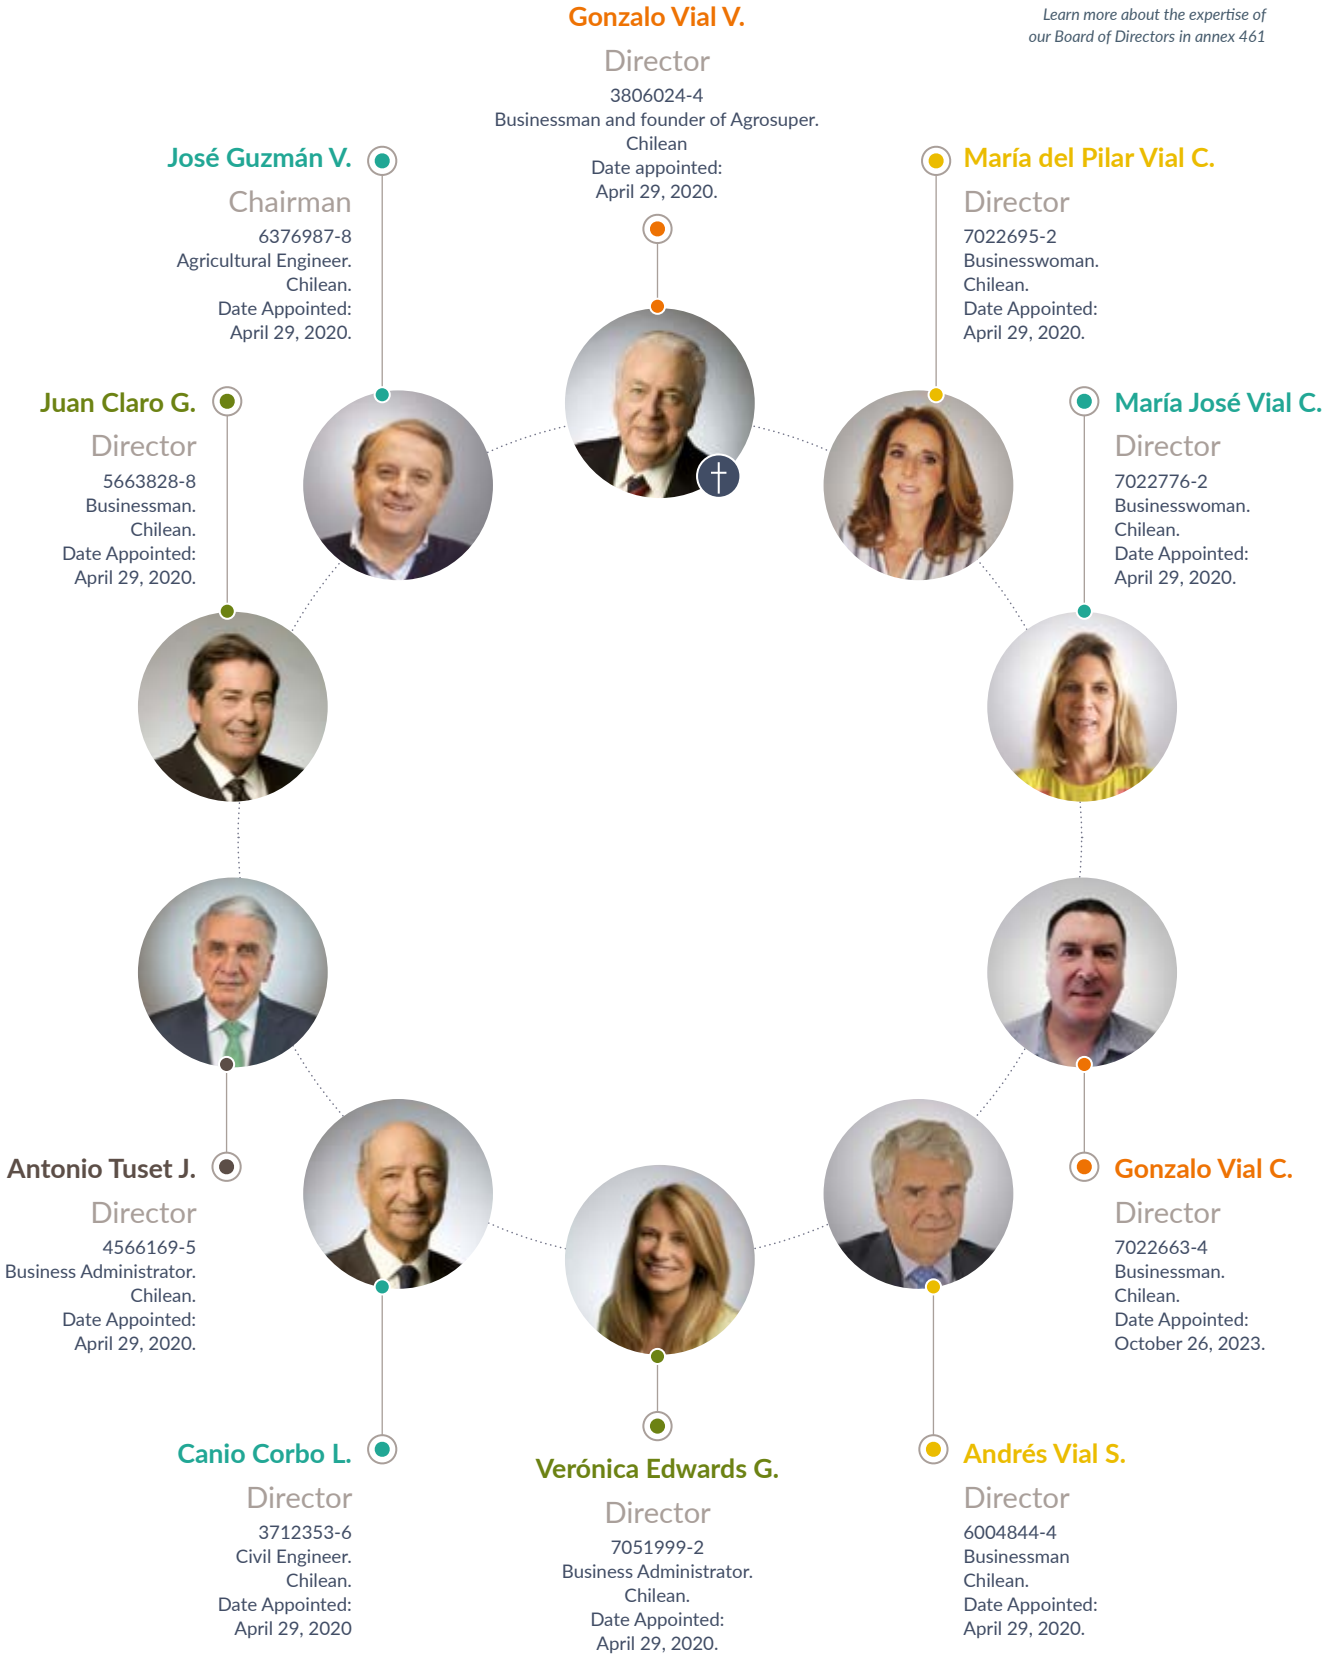 Learn more about the expertise of
our Board of Directors in annex 461
Gonzalo Vial V.
Director
3806024-4
Businessman and founder of Agrosuper.
Chilean
Date appointed:
April 29, 2020.
José Guzmán V.
Chairman
6376987-8
Agricultural Engineer.
Chilean.
Date Appointed:
April 29, 2020.
María del Pilar Vial C.
Director
7022695-2
Businesswoman.
Chilean.
Date Appointed:
April 29, 2020.
Juan Claro G.
Director
5663828-8
Businessman.
Chilean.
Date Appointed:
April 29, 2020.
María José Vial C.
Director
7022776-2
Businesswoman.
Chilean.
Date Appointed:
April 29, 2020.
Antonio Tuset J.
Director
4566169-5
Business Administrator.
Chilean.
Date Appointed:
April 29, 2020.
Gonzalo Vial C.
Director
7022663-4
Businessman.
Chilean.
Date Appointed:
October 26, 2023.
Canio Corbo L.
Director
3712353-6
Civil Engineer.
Chilean.
Date Appointed:
April 29, 2020
Verónica Edwards G.
Director
7051999-2
Business Administrator.
Chilean.
Date Appointed:
April 29, 2020.
Andrés Vial S.
Director
6004844-4
Businessman
Chilean.
Date Appointed:
April 29, 2020.